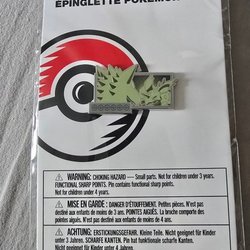 ÉPINGLETTE POKÉMON
WARNING: CHOKING HAZARD — Small parts. Not for children under 3 years.
FUNCTIONAL SHARP POINTS. Pin contains functional sharp points.
Not for children under 4 years.
MISE EN GARDE : DANGER D'ÉTOUFFEMENT. Petites pièces. N'est pas
destiné aux enfants de moins de 3 ans. POINTES AIGUËS. La broche comporte des
pointes aiguës. N'est pas destiné aux enfants de moins de 4 ans.
ACHTUNG: ERSTICKUNGSGEFAHR. Kleine Teile. Nicht geeignet für Kinder
unter 3 Jahren. SCHARFE KANTEN. Pin hat funktionale scharfe
Kanten. Nicht geeignet für Kinder unter 4 Jahren.